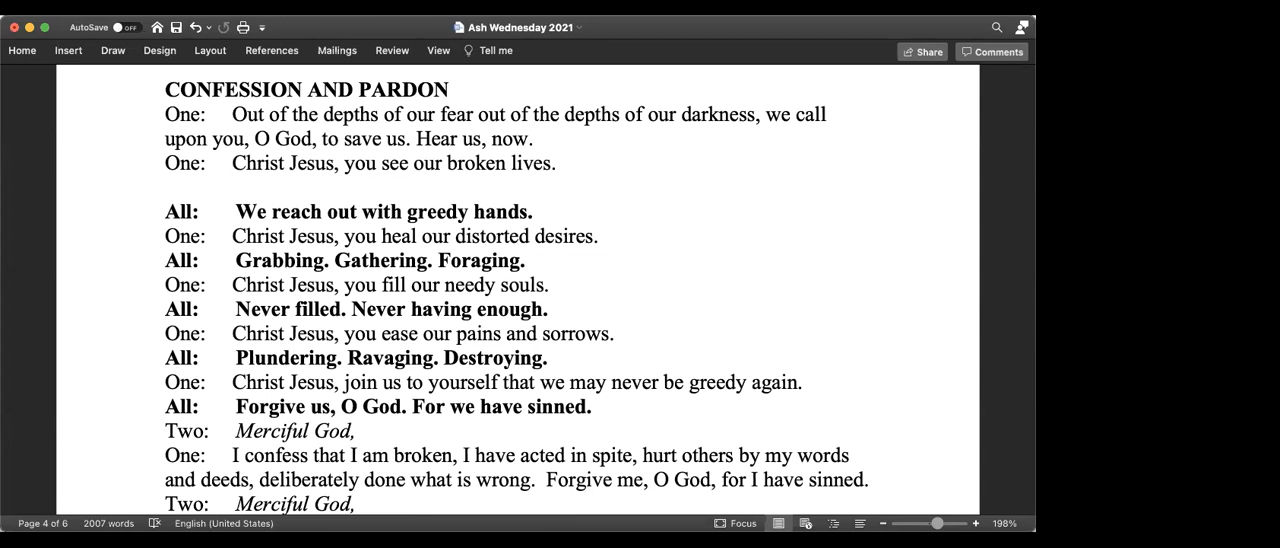 AutoSave OFF Ash Wednesday 2021
Home Insert Draw Design Layout References Mailings Review View Tell me Share Comments
CONFESSION AND PARDON
One: Out of the depths of our fear out of the depths of our darkness, we call
upon you, O God, to save us. Hear us, now.
One: Christ Jesus, you see our broken lives.
All: We reach out with greedy hands.
One: Christ Jesus, you heal our distorted desires.
All: Grabbing. Gathering. Foraging.
One: Christ Jesus, you fill our needy souls.
All: Never filled. Never having enough.
One: Christ Jesus, you ease our pains and sorrows.
All: Plundering. Ravaging. Destroying.
One: Christ Jesus, join us to yourself that we may never be greedy again.
All: Forgive us, O God. For we have sinned.
Two: Merciful God,
One: I confess that I am broken, I have acted in spite, hurt others by my words
and deeds, deliberately done what is wrong. Forgive me, O God, for I have sinned.
Two: Merciful God,
Page 4 of 6 2007 words English (United States) Focus 198%